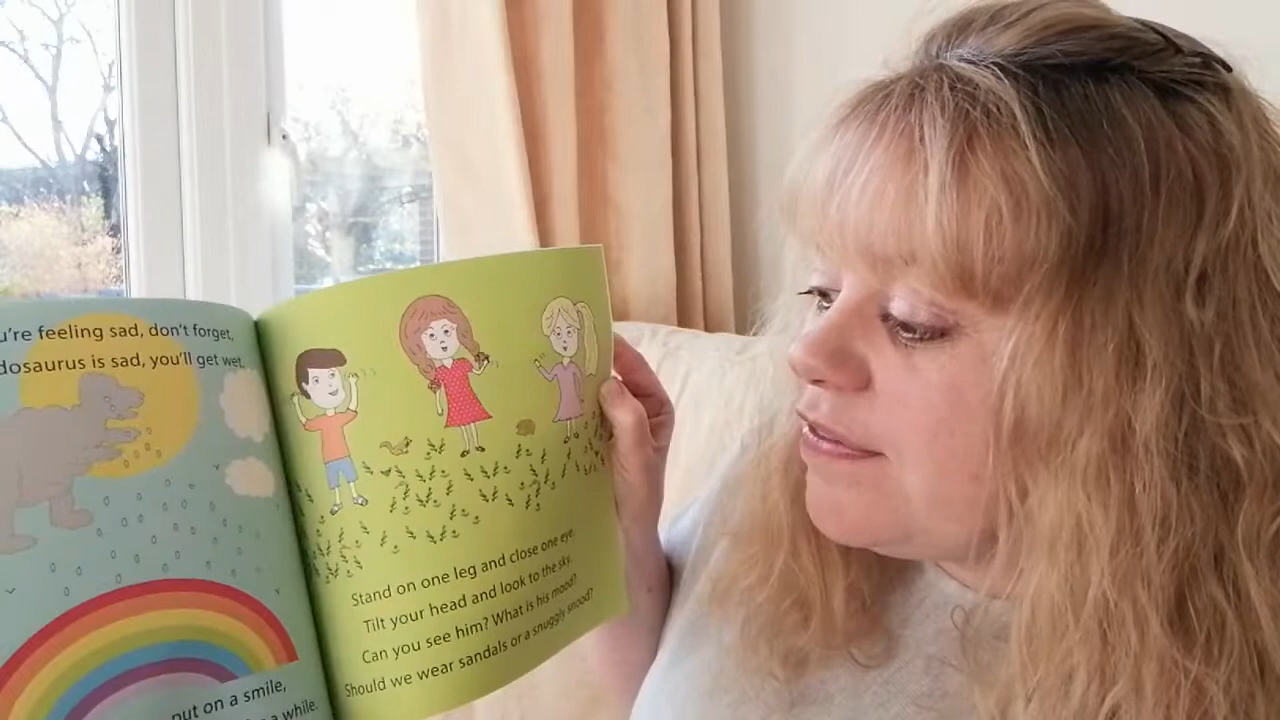 feeling sad, don't forget,
is sad, you'll get wet.
put on a smile,
a while.
Stand on one leg and close one eye,
Tilt your head and look to the sky.
Can you see him? What is his mood?
Should we wear sandals or a snuggly snood?